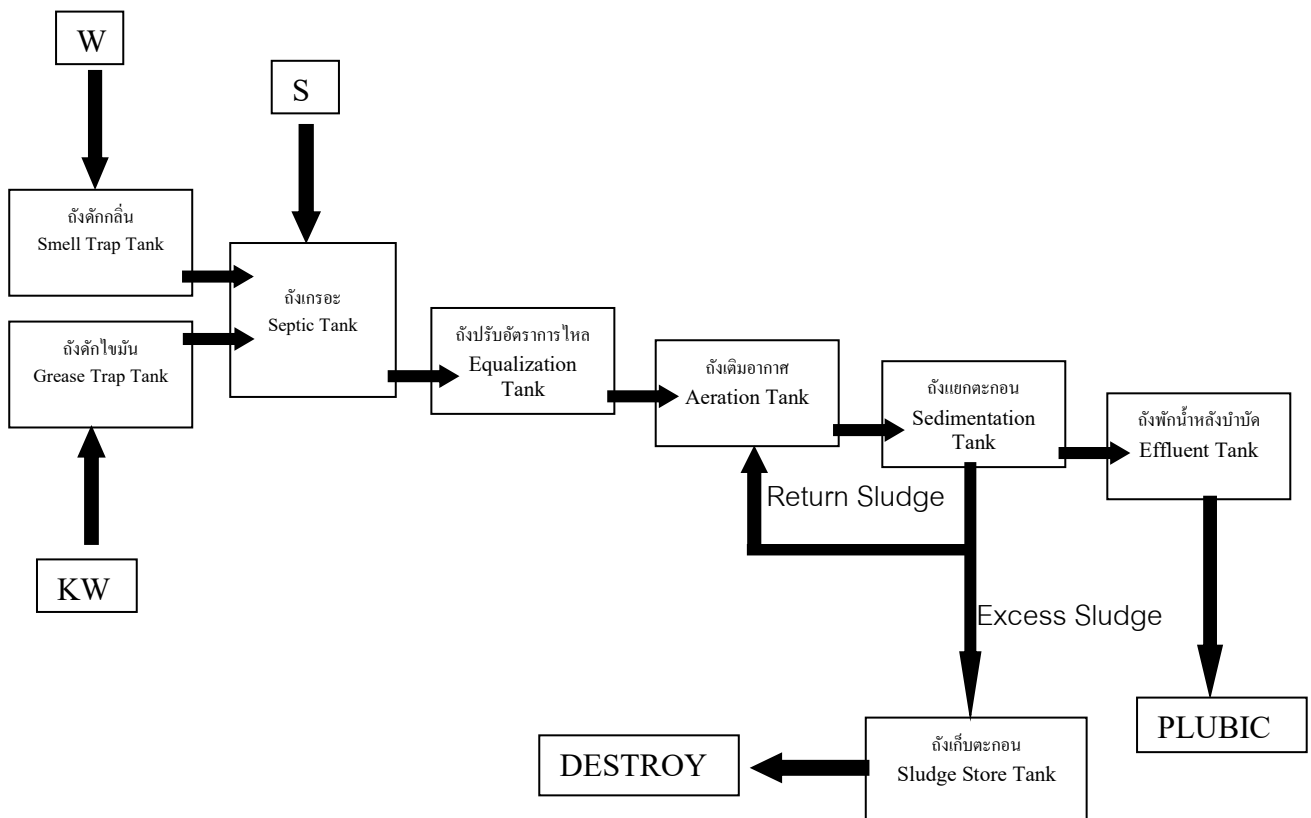 W
S
ถังดักกลิ่น
Smell Trap Tank
ถังเกรอะ
Septic Tank
ถังดักไขมัน
Grease Trap Tank
ถังปรับอัตราการไหล
Equalization
Tank
ถังเติมอากาศ
Aeration Tank
ถังแยกตะกอน
Sedimentation
Tank
ถังพักน้ำหลังบำบัด
Effluent Tank
Return Sludge
KW
Excess Sludge
PLUBIC
DESTROY
ถังเก็บตะกอน
Sludge Store Tank